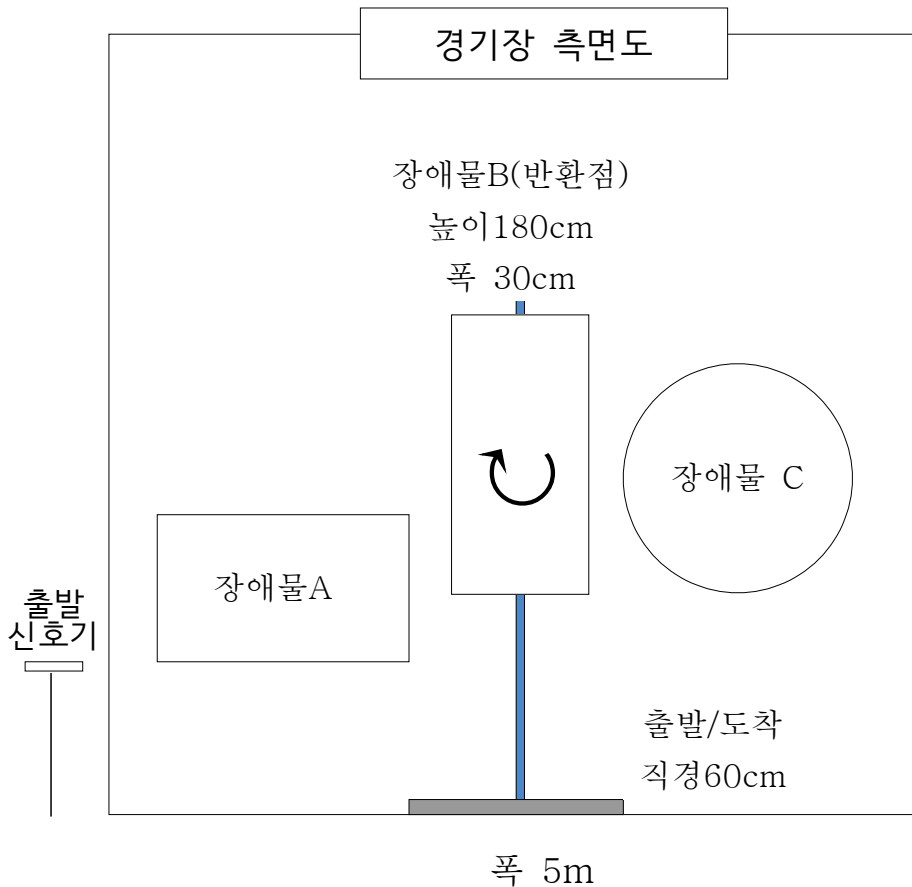 경기장 측면도
장애물B(반환점)
높이180cm
폭 30cm
장애물 C
장애물A
출발
신호기
출발/도착
직경60cm
폭 5m